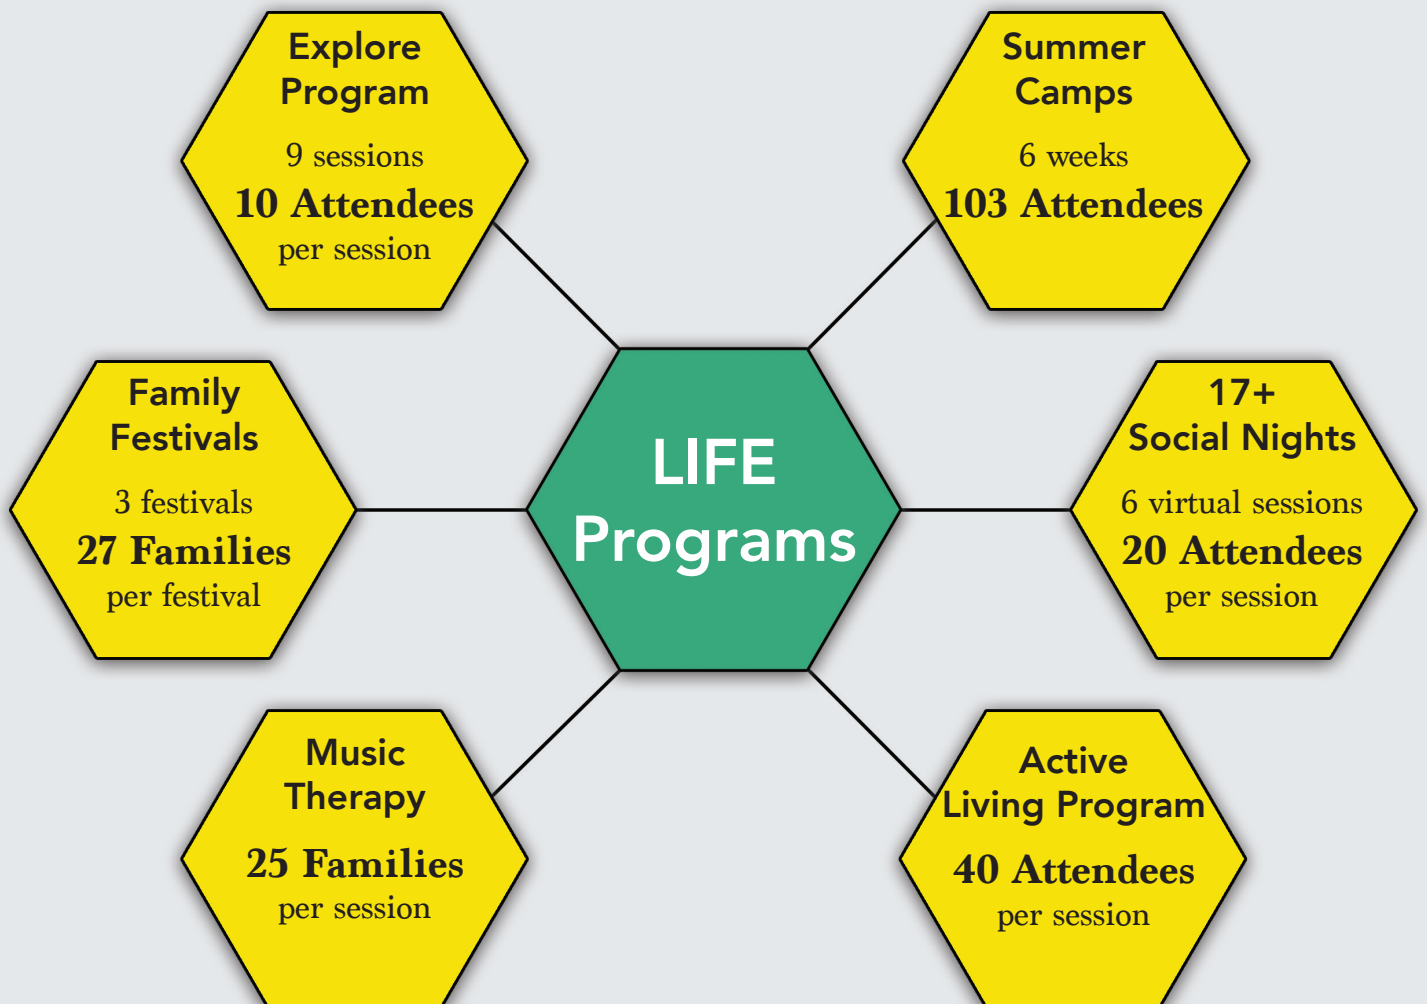 Explore
Program
9 sessions
10 Attendees
per session
Summer
Camps
6 weeks
103 Attendees
Family
Festivals
3 festivals
27 Families
per festival
LIFE
Programs
17+
Social Nights
6 virtual sessions
20 Attendees
per session
Music
Therapy
25 Families
per session
Active
Living Program
40 Attendees
per session